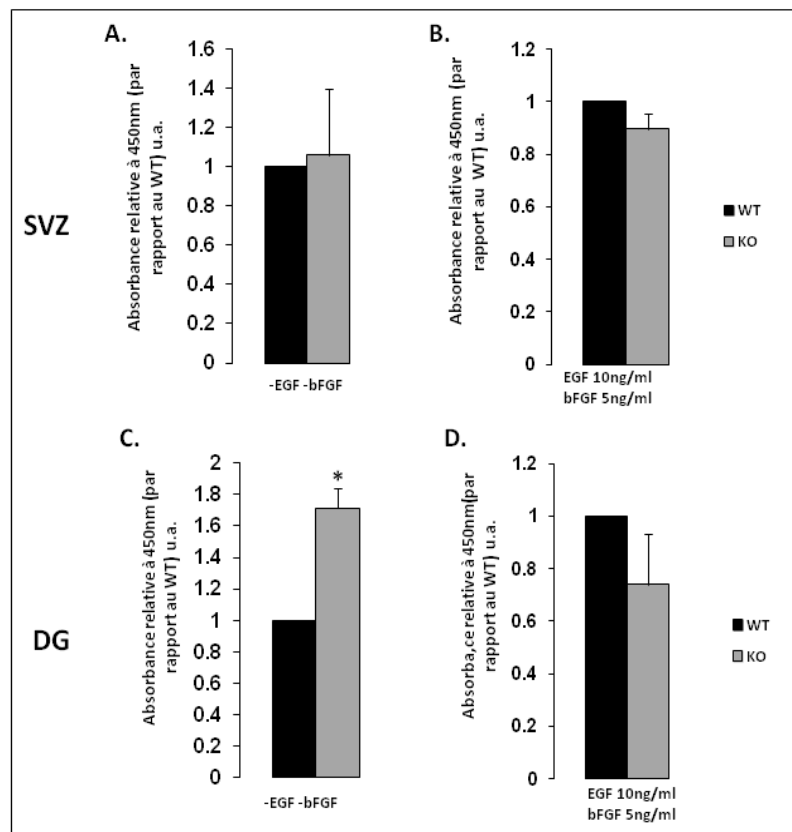 A.
Absorbance relative à 450nm (par
rapport au WT) u.a.
1.6
1.4
1.2
1
0.8
0.6
0.4
0.2
0
-EGF -bFGF
B.
Absorbance relative à 450nm (par
rapport au WT) u.a.
1.2
1
0.8
0.6
0.4
0.2
0
EGF 10ng/ml
bFGF 5ng/ml
SVZ
WT
KO
C.
Absorbance relative à 450nm (par
rapport au WT) u.a.
2
1.8
1.6
1.4
1.2
1
0.8
0.6
0.4
0.2
0
*
-EGF -bFGF
D.
Absorba,ce relative à 450nm(par
rapport au WT) u.a.
1.2
1
0.8
0.6
0.4
0.2
0
EGF 10ng/ml
bFGF 5ng/ml
DG
WT
KO